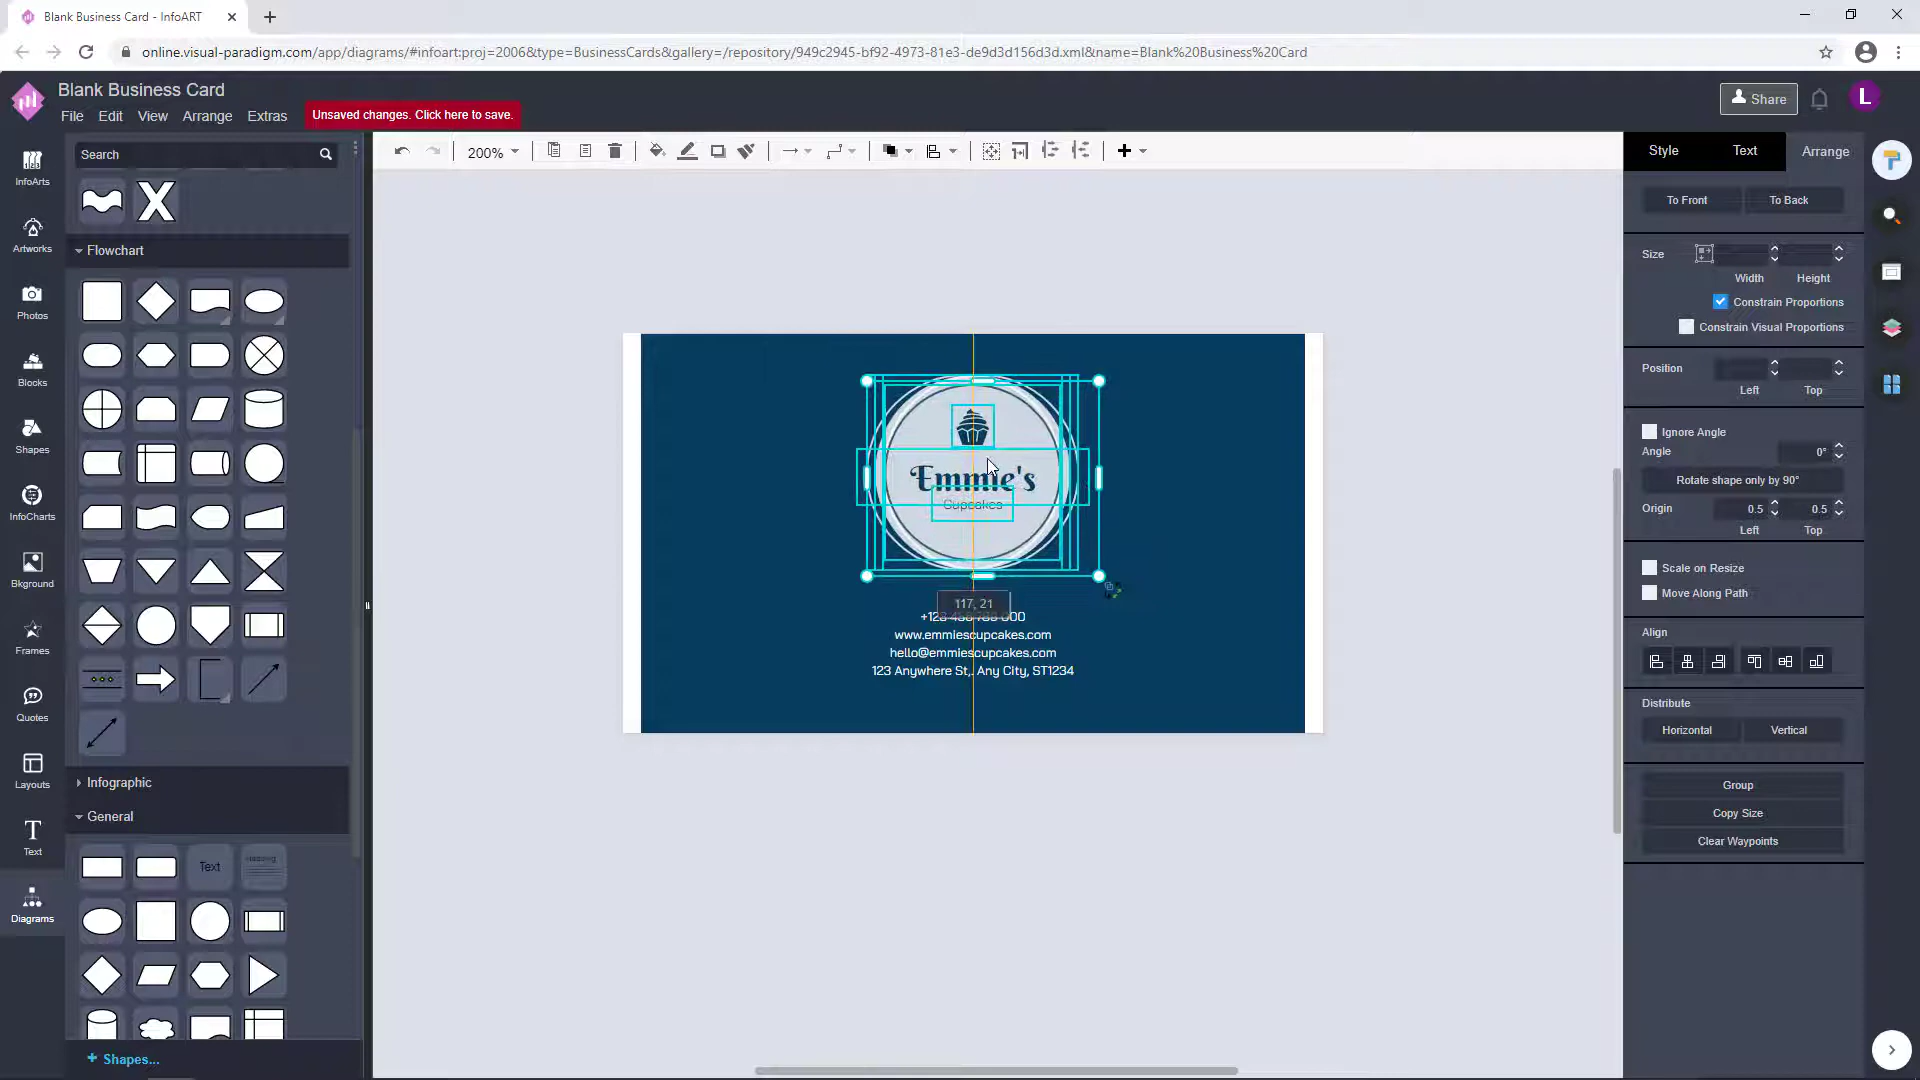 Blank Business Card - InfoART
online.visual-paradigm.com/app/diagrams/#infoart:proj=2006&type=BusinessCards&gallery=/repository/949c2945-bf92-4973-81e3-de9d3d156d3d.xml&name=Blank%20Business%20Card
Blank Business Card
File Edit View Arrange Extras
Unsaved changes. Click here to save.
Share
L
Search
200%
Style Text Arrange
InfoArts
Artworks
Photos
Blocks
Shapes
InfoCharts
Bkground
Frames
Quotes
Layouts
Text
Diagrams
Flowchart
Infographic
General
Text
Heading
Shapes...
Emmie's
Cupcakes
117, 21
+123 456 788 000
www.emmiescupcakes.com
hello@emmiescupcakes.com
123 Anywhere St,. Any City, ST1234
To Front To Back
Size
Width Height
Constrain Proportions
Constrain Visual Proportions
Position
Left Top
Ignore Angle
Angle 0°
Rotate shape only by 90°
Origin 0.5 0.5
Left Top
Scale on Resize
Move Along Path
Align
Distribute
Horizontal Vertical
Group
Copy Size
Clear Waypoints